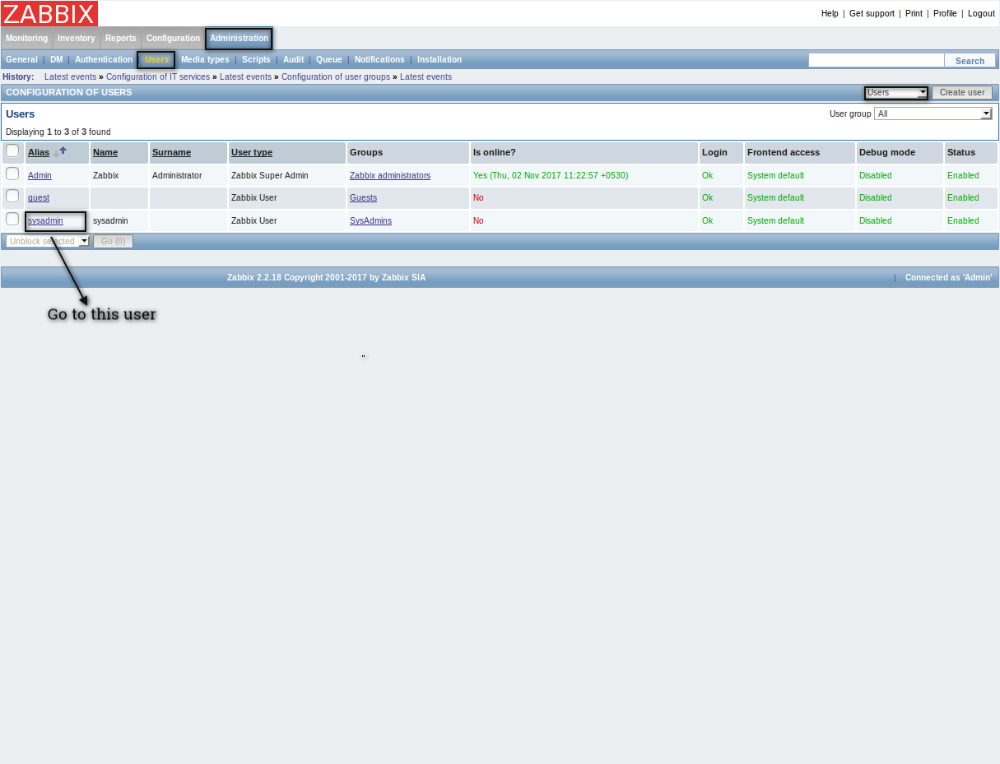 ZABBIX
Help | Get support | Print | Profile | Logout
Monitoring Inventory Reports Configuration Administration
General | DM | Authentication Users Media types | Scripts | Audit | Queue | Notifications | Installation Search
History: Latest events » Configuration of IT services » Latest events » Configuration of user groups » Latest events
CONFIGURATION OF USERS Users Create user
Users User group All
Displaying 1 to 3 of 3 found
Alias Name Surname User type Groups Is online? Login Frontend access Debug mode Status
Admin Zabbix Administrator Zabbix Super Admin Zabbix administrators Yes (Thu, 02 Nov 2017 11:22:57 +0530) Ok System default Disabled Enabled
guest Zabbix User Guests No Ok System default Disabled Enabled
sysadmin sysadmin Zabbix User SysAdmins No Ok System default Disabled Enabled
Unblock selected Go (0)
Zabbix 2.2.18 Copyright 2001-2017 by Zabbix SIA | Connected as 'Admin'
Go to this user